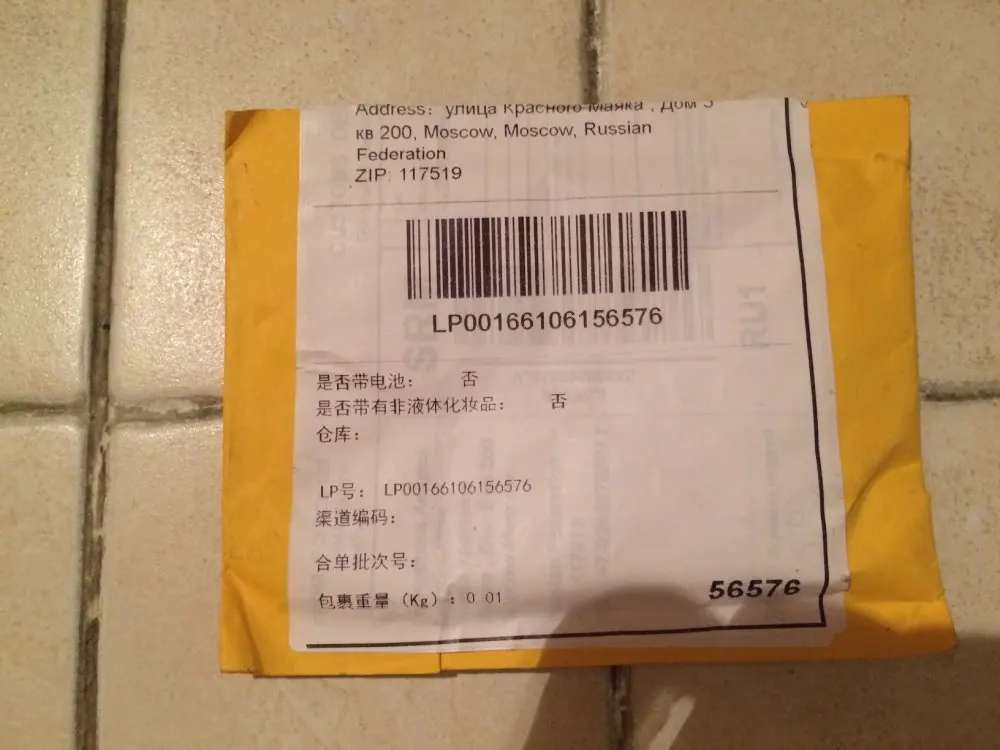 Address: улица Красного Маяка , Дом 5
кв 200, Moscow, Moscow, Russian
Federation
ZIP: 117519
LP00166106156576
是否带电池: 否
是否带有非液体化妆品: 否
仓库:
LP号: LP00166106156576
渠道编码:
合单批次号:
包裹重量 (Kg) : 0 01
56576
RU1